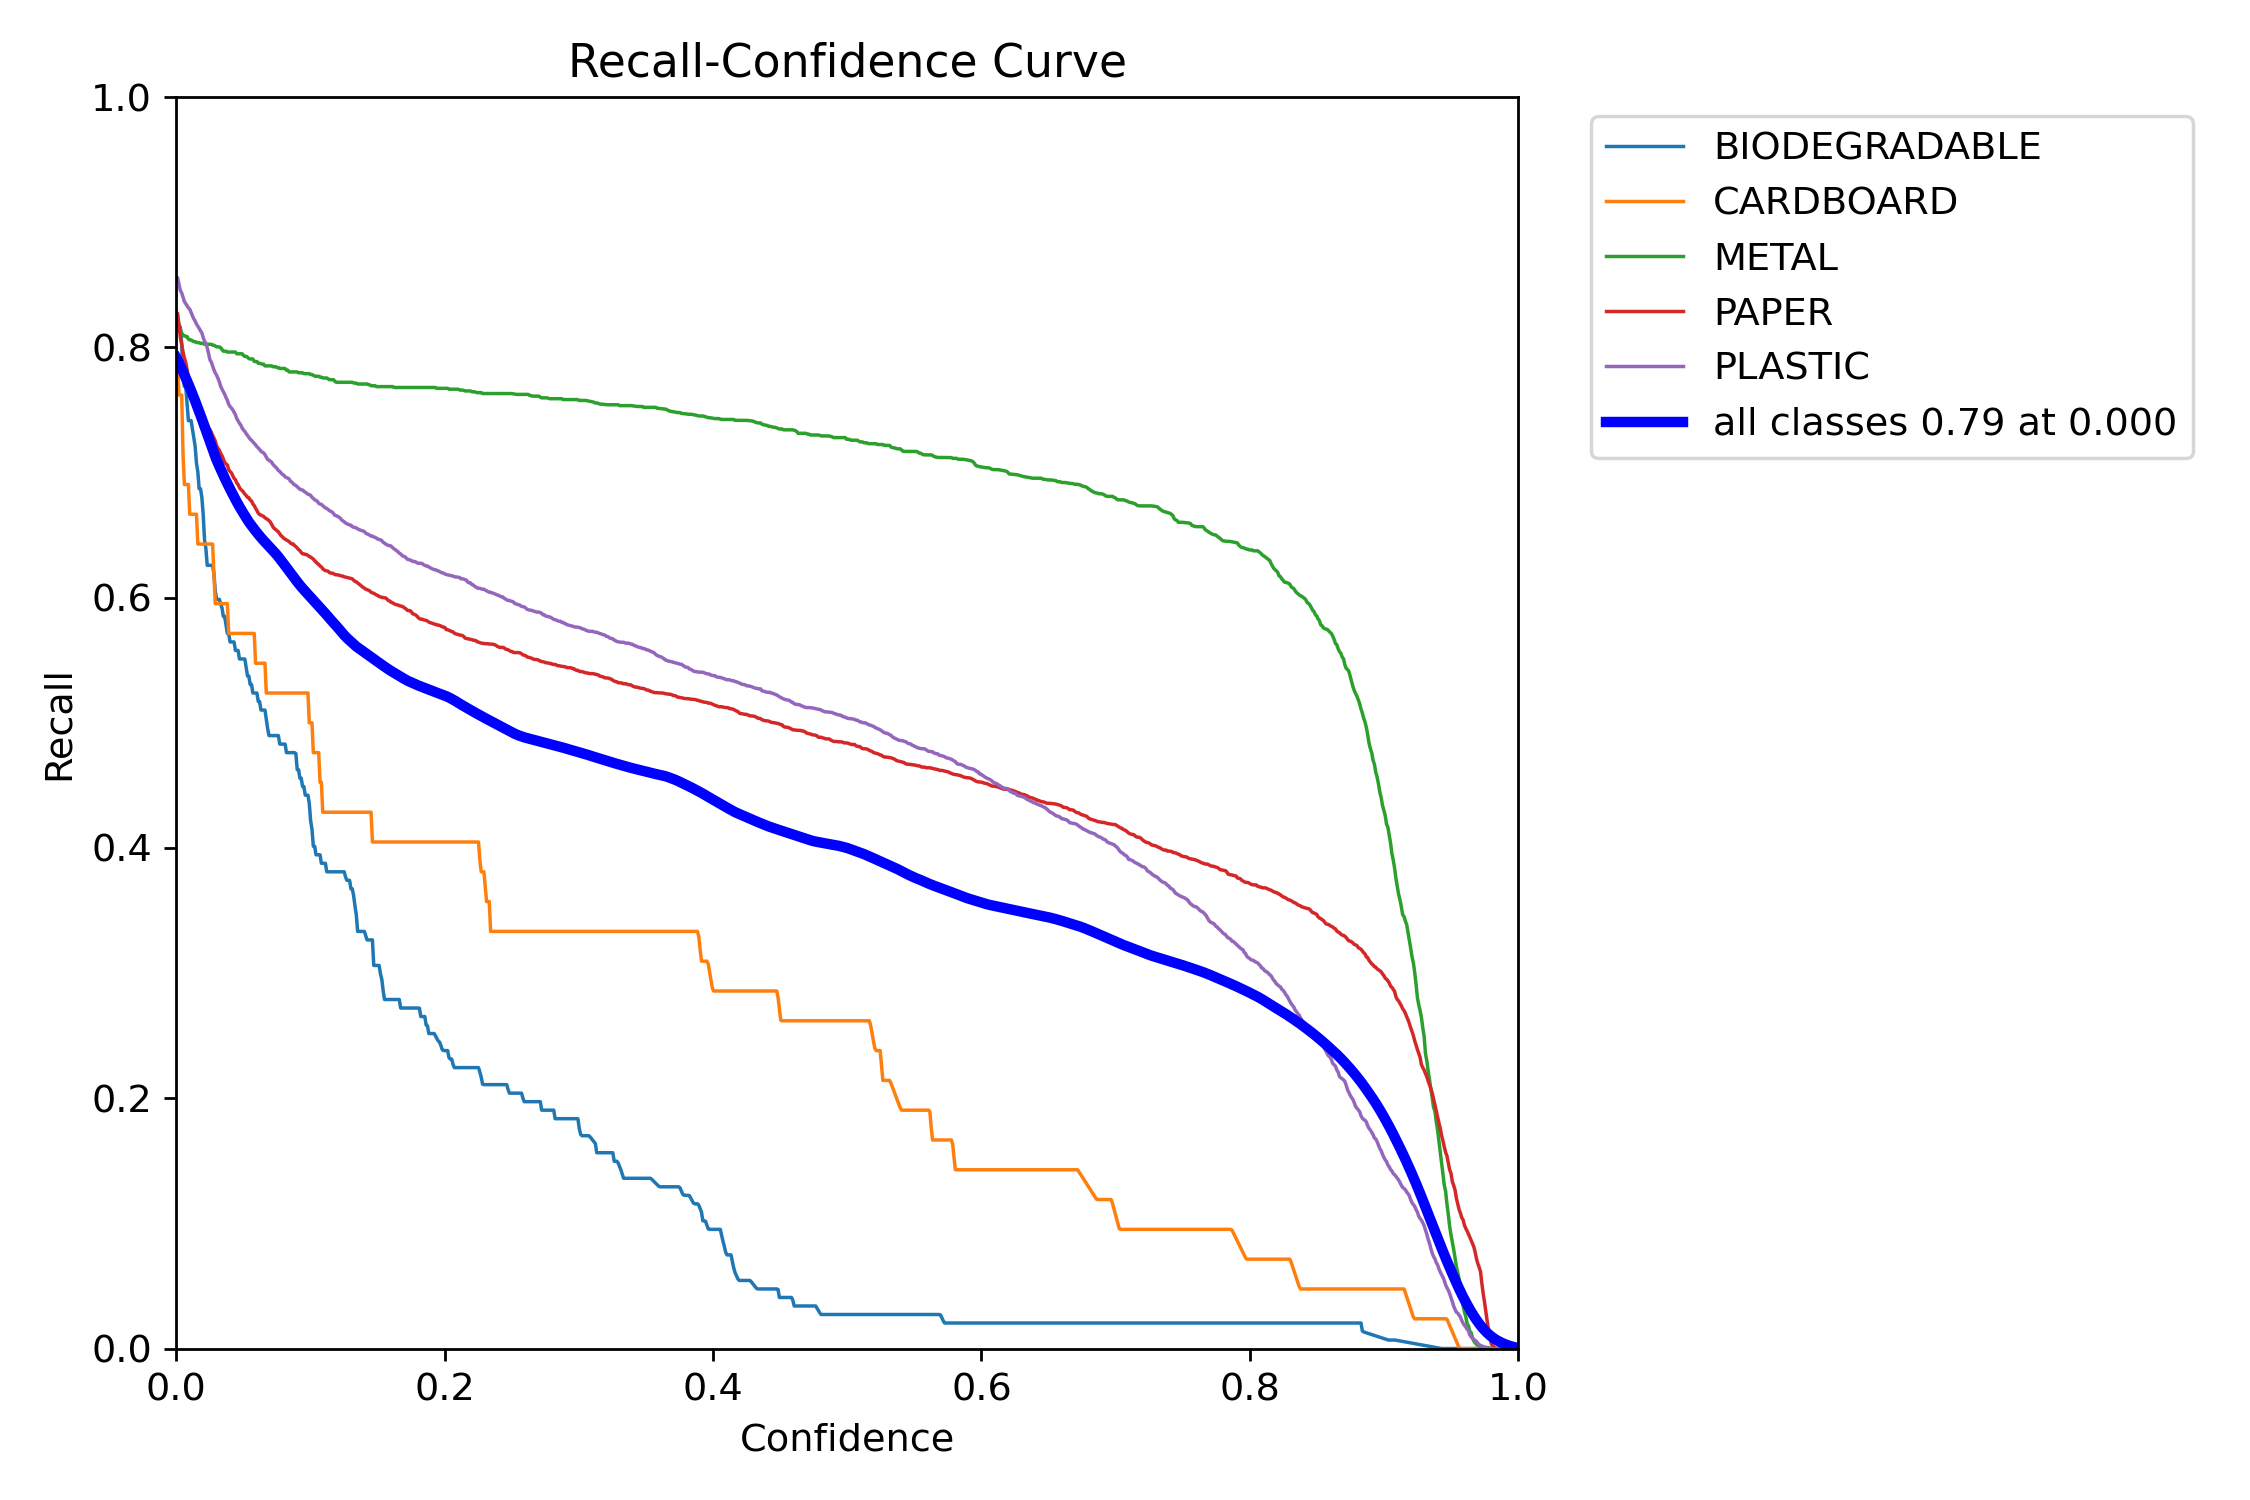 Recall-Confidence Curve
1.0
0.8
0.6
0.4
0.2
0.0
Recall
0.0 0.2 0.4 0.6 0.8 1.0
Confidence
BIODEGRADABLE
CARDBOARD
METAL
PAPER
PLASTIC
all classes 0.79 at 0.000